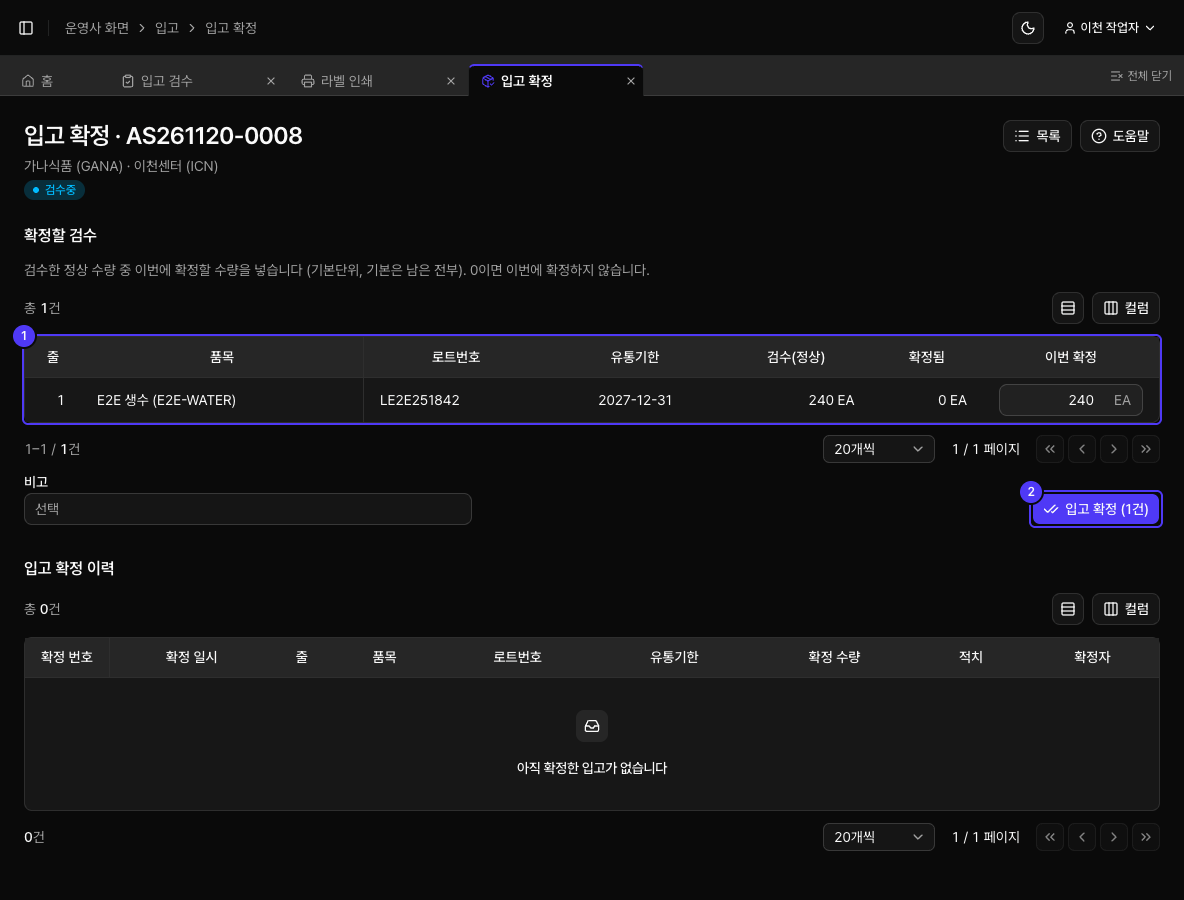 운영사 화면 > 입고 > 입고 확정
이천 작업자
홈
입고 검수
라벨 인쇄
입고 확정
전체 닫기
입고 확정 · AS261120-0008
목록
도움말
가나식품 (GANA) · 이천센터 (ICN)
검수중
확정할 검수
검수한 정상 수량 중 이번에 확정할 수량을 넣습니다 (기본단위, 기본은 남은 전부). 0이면 이번에 확정하지 않습니다.
총 1건
컬럼
1
줄 품목 로트번호 유통기한 검수(정상) 확정됨 이번 확정
1 E2E 생수 (E2E-WATER) LE2E251842 2027-12-31 240 EA 0 EA 240 EA
1–1 / 1건
20개씩
1 / 1 페이지
비고
선택
2
입고 확정 (1건)
입고 확정 이력
총 0건
컬럼
확정 번호 확정 일시 줄 품목 로트번호 유통기한 확정 수량 적치 확정자
아직 확정한 입고가 없습니다
0건
20개씩
1 / 1 페이지